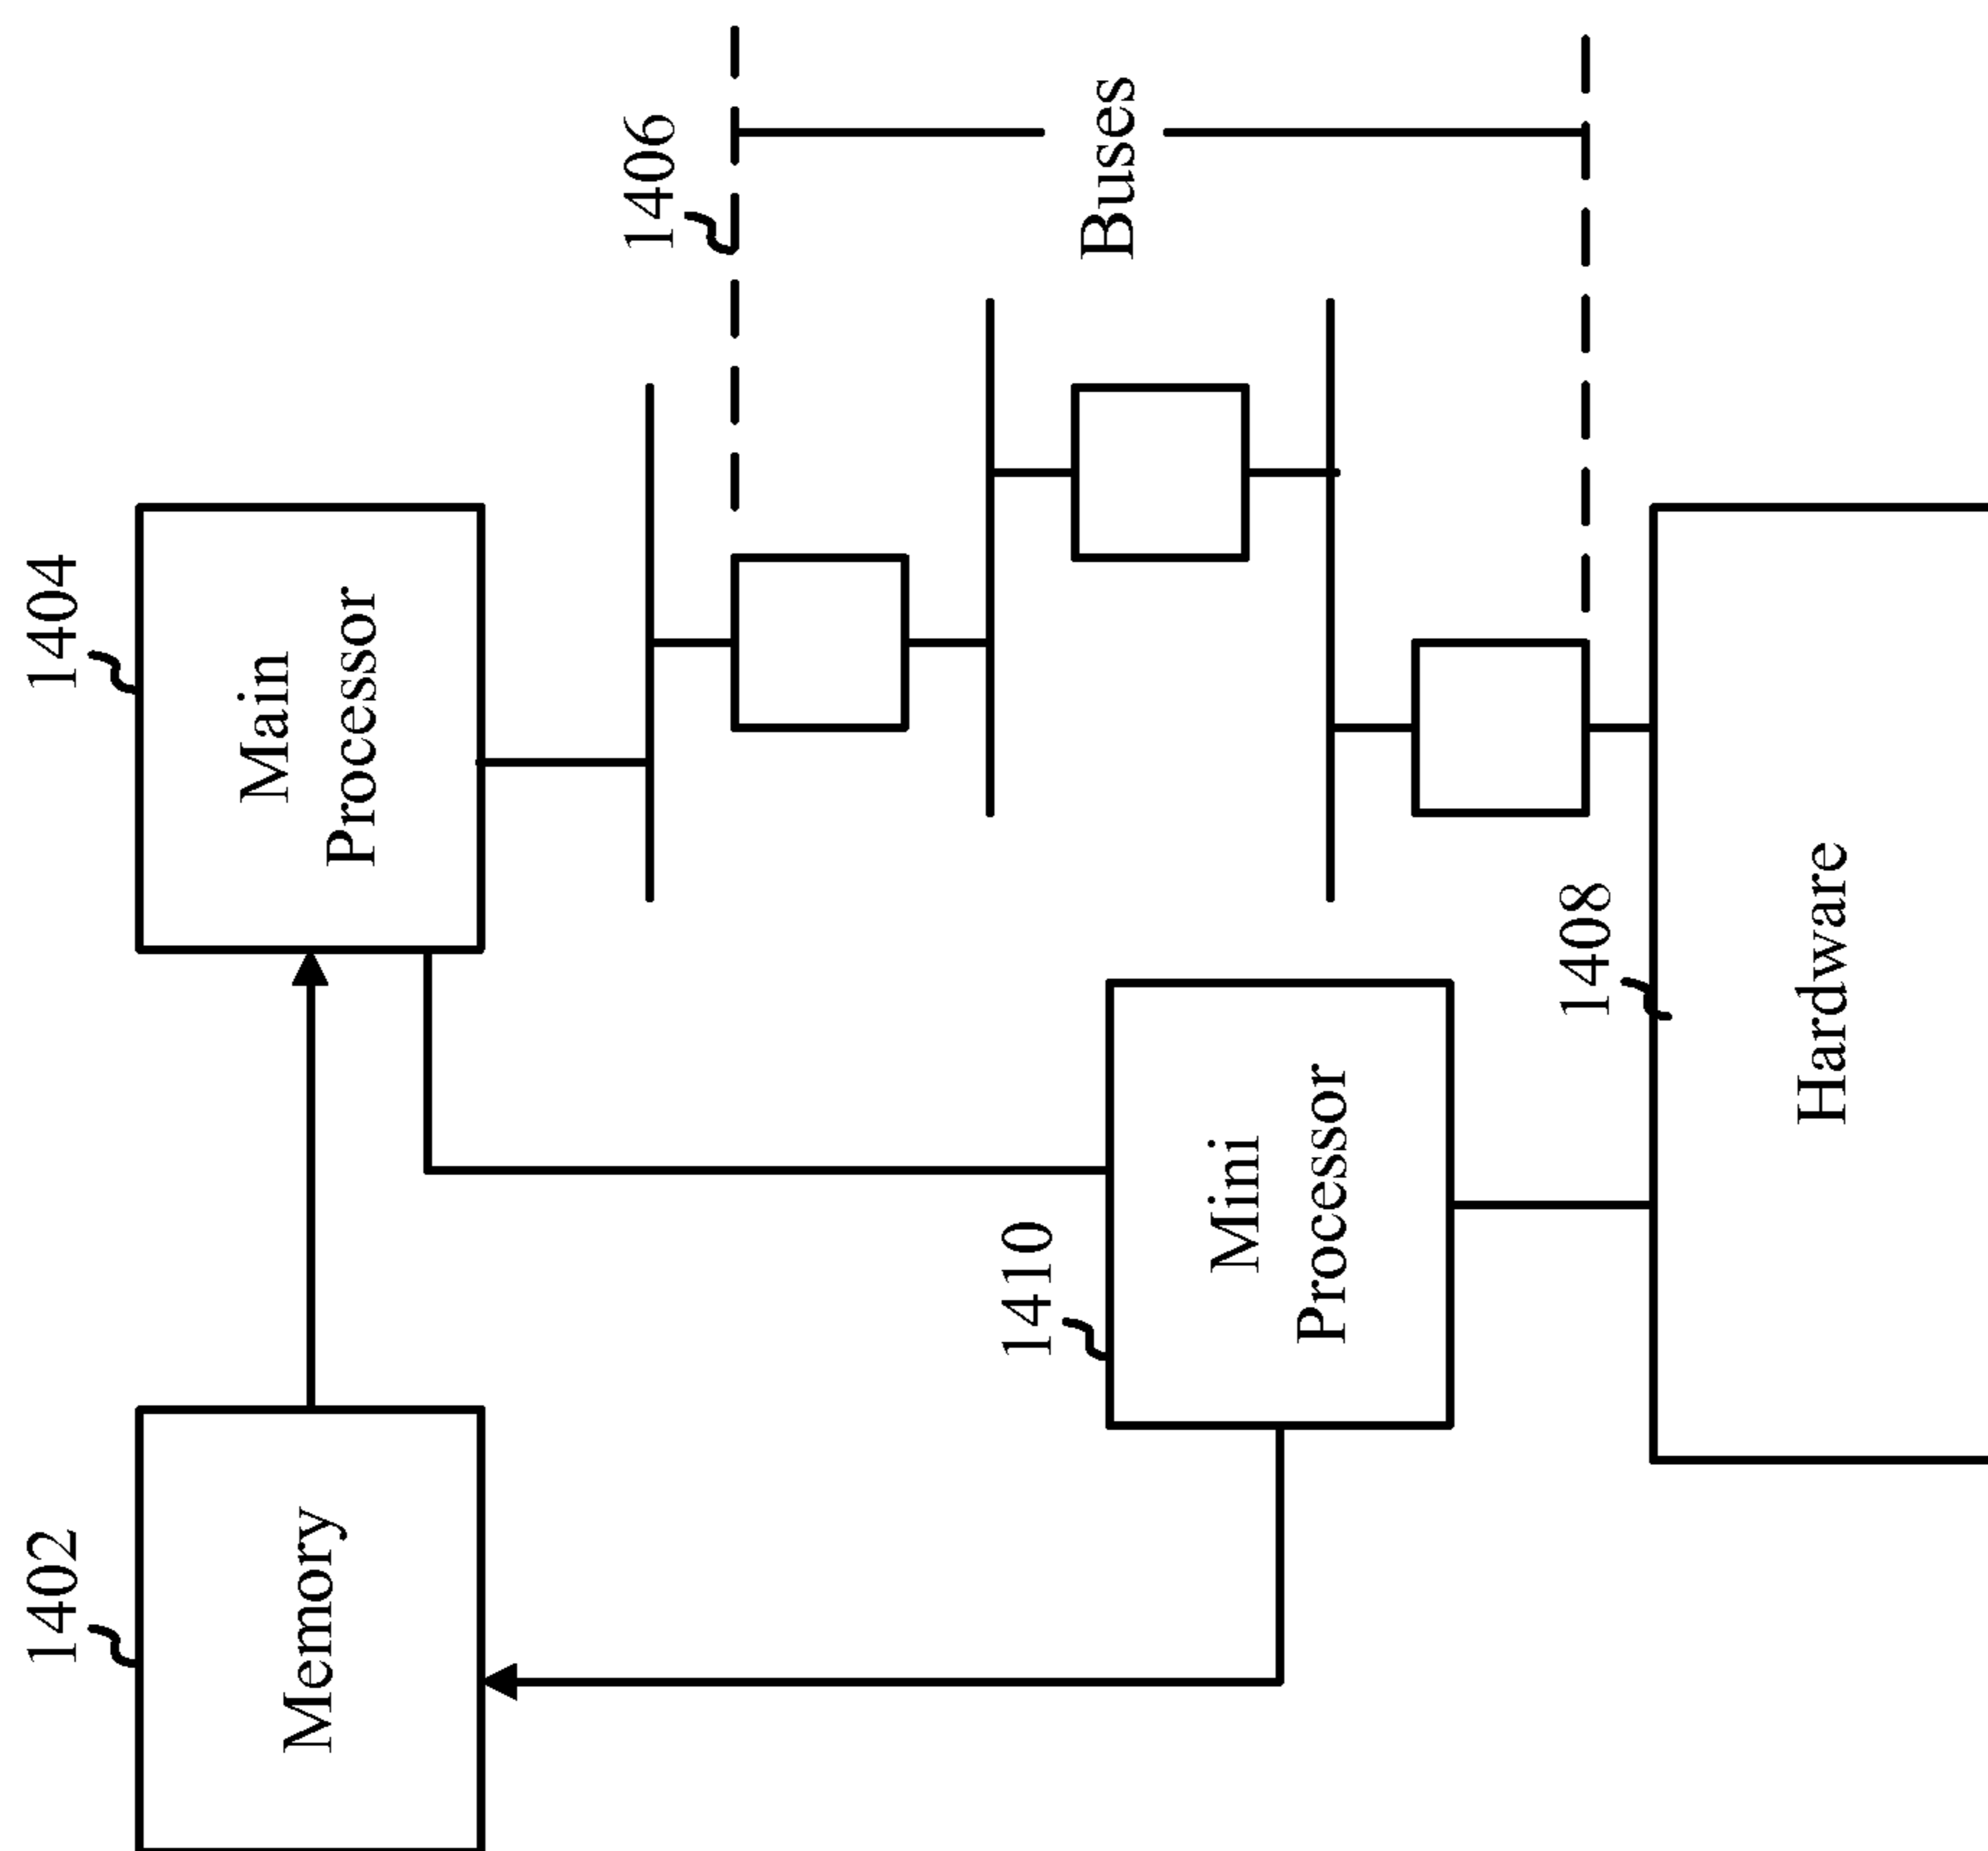 1402
Memory
1404
Main
Processor
1406
Buses
1410
Mini
Processor
1408
Hardware